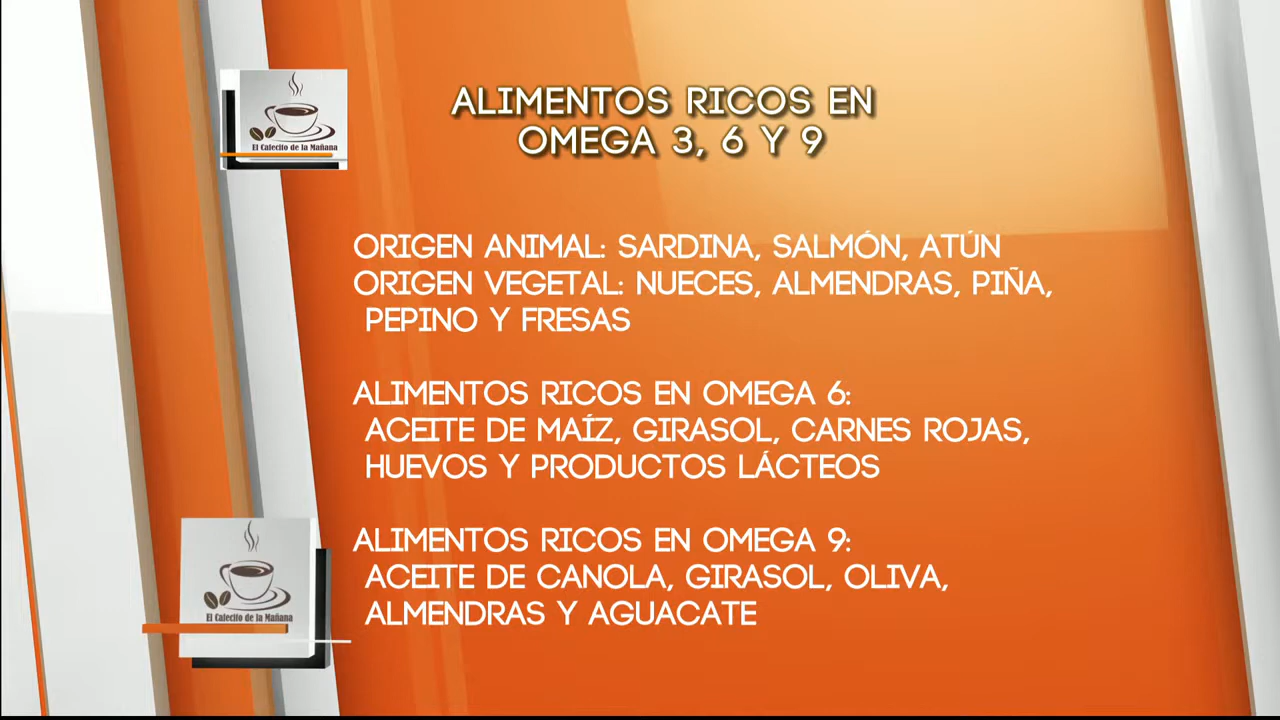 ALIMENTOS RICOS EN
OMEGA 3, 6 Y 9
El Cafecito de la Mañana
ORIGEN ANIMAL: SARDINA, SALMÓN, ATÚN
ORIGEN VEGETAL: NUECES, ALMENDRAS, PIÑA,
PEPINO Y FRESAS
ALIMENTOS RICOS EN OMEGA 6:
ACEITE DE MAÍZ, GIRASOL, CARNES ROJAS,
HUEVOS Y PRODUCTOS LÁCTEOS
ALIMENTOS RICOS EN OMEGA 9:
ACEITE DE CANOLA, GIRASOL, OLIVA,
ALMENDRAS Y AGUACATE
El Cafecito de la Mañana